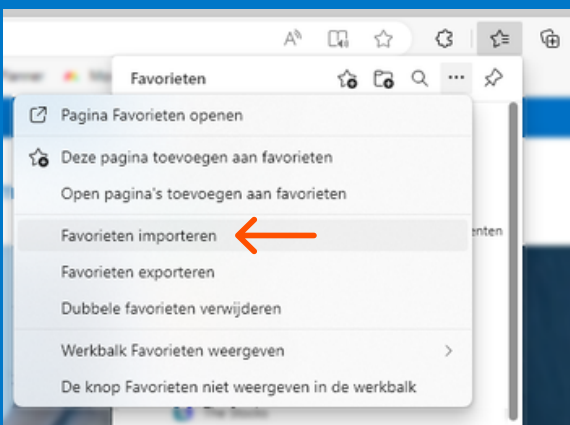 Favorieten
Pagina Favorieten openen
Deze pagina toevoegen aan favorieten
Open pagina's toevoegen aan favorieten
Favorieten importeren
enten
Favorieten exporteren
Dubbele favorieten verwijderen
Werkbalk Favorieten weergeven
De knop Favorieten niet weergeven in de werkbalk